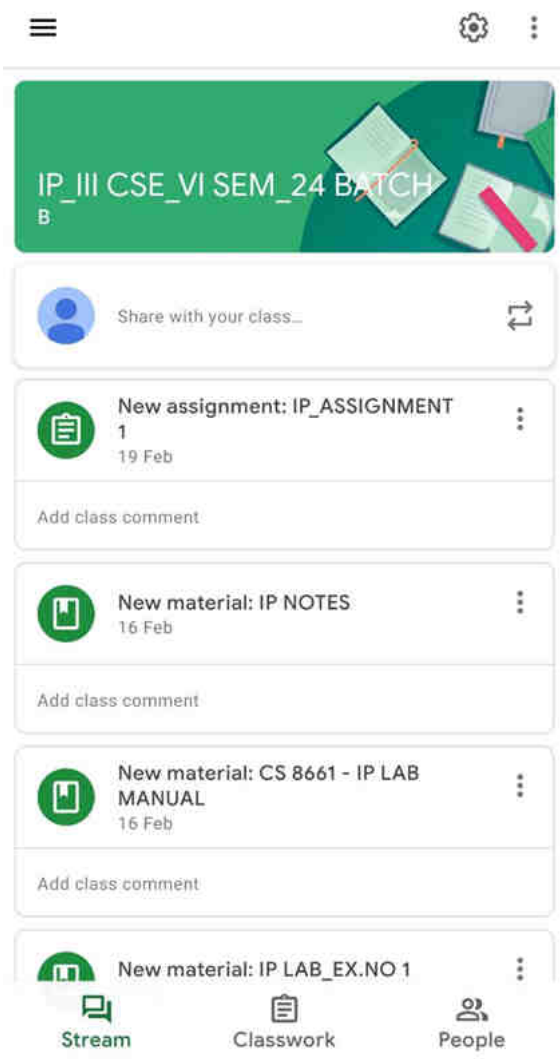 IP_III CSE_VI SEM_24 BATCH
B
Share with your class...
New assignment: IP_ASSIGNMENT
1
19 Feb
Add class comment
New material: IP NOTES
16 Feb
Add class comment
New material: CS 8661 - IP LAB
MANUAL
16 Feb
Add class comment
New material: IP LAB_EX.NO 1
Stream
Classwork
People